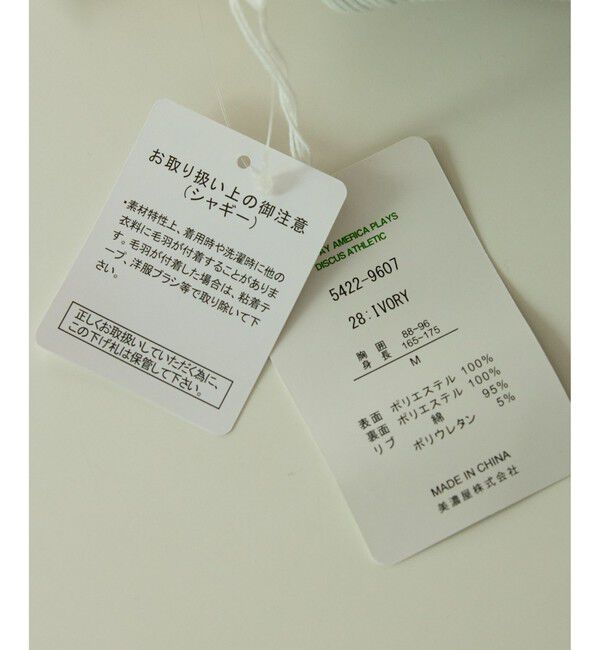 お取り扱い上の御注意
(シャギー)
・素材特性上、着用時や洗濯時に他の
衣料に毛羽が付着することがありま
す。毛羽が付着した場合は、粘着テ
ープ、洋服ブラシ等で取り除いて下
さい。
正しくお取扱いしていただく為に、
この下げ札は保管して下さい。
AY AMERICA PLAYS
DISCUS ATHLETIC
5422-9607
28:IVORY
胸囲 88-96
身長 165-175
M
表面 ポリエステル 100%
裏面 ポリエステル 100%
リブ 綿 95%
ポリウレタン 5%
MADE IN CHINA
美濃屋株式会社